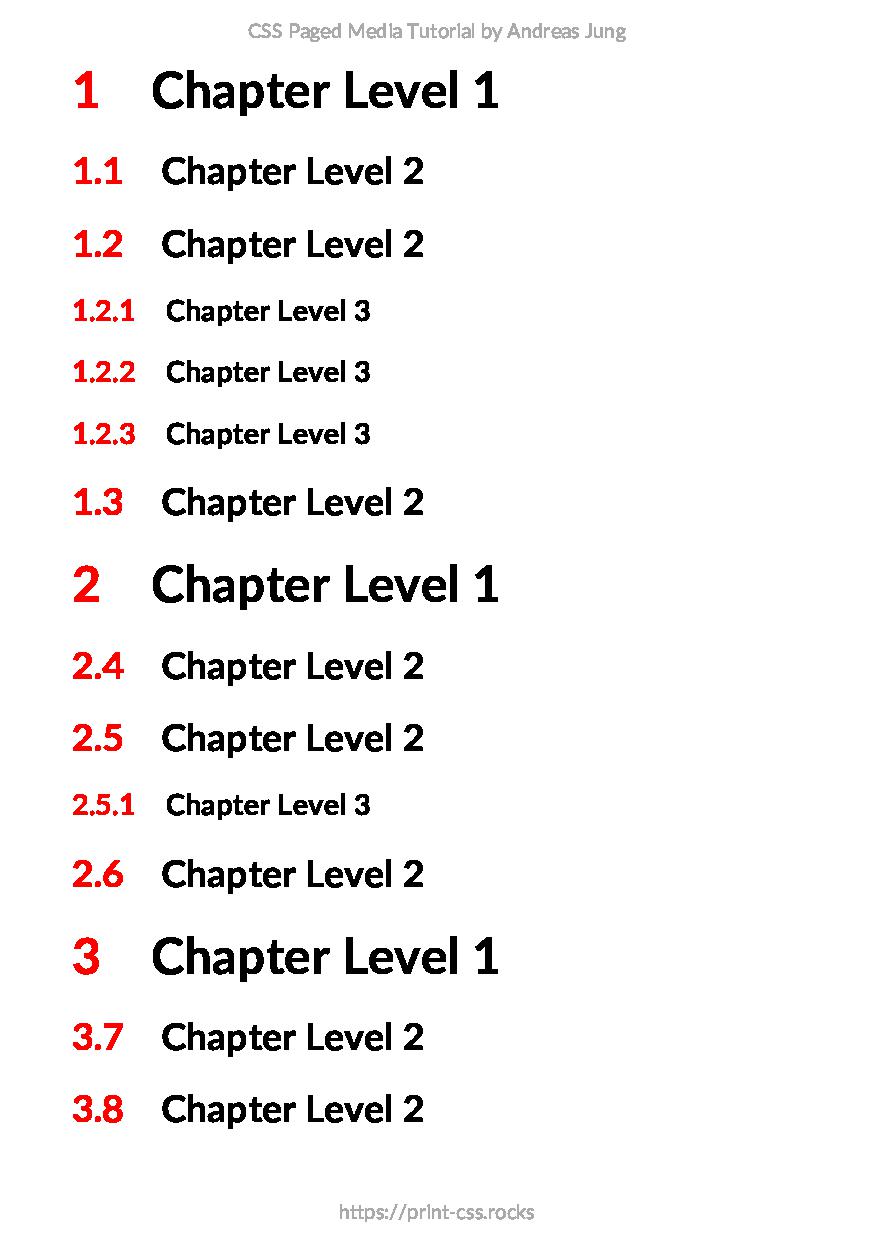 CSS Paged Media Tutorial by Andreas Jung
1 Chapter Level 1
1.1 Chapter Level 2
1.2 Chapter Level 2
1.2.1 Chapter Level 3
1.2.2 Chapter Level 3
1.2.3 Chapter Level 3
1.3 Chapter Level 2
2 Chapter Level 1
2.4 Chapter Level 2
2.5 Chapter Level 2
2.5.1 Chapter Level 3
2.6 Chapter Level 2
3 Chapter Level 1
3.7 Chapter Level 2
3.8 Chapter Level 2
https://print-css.rocks